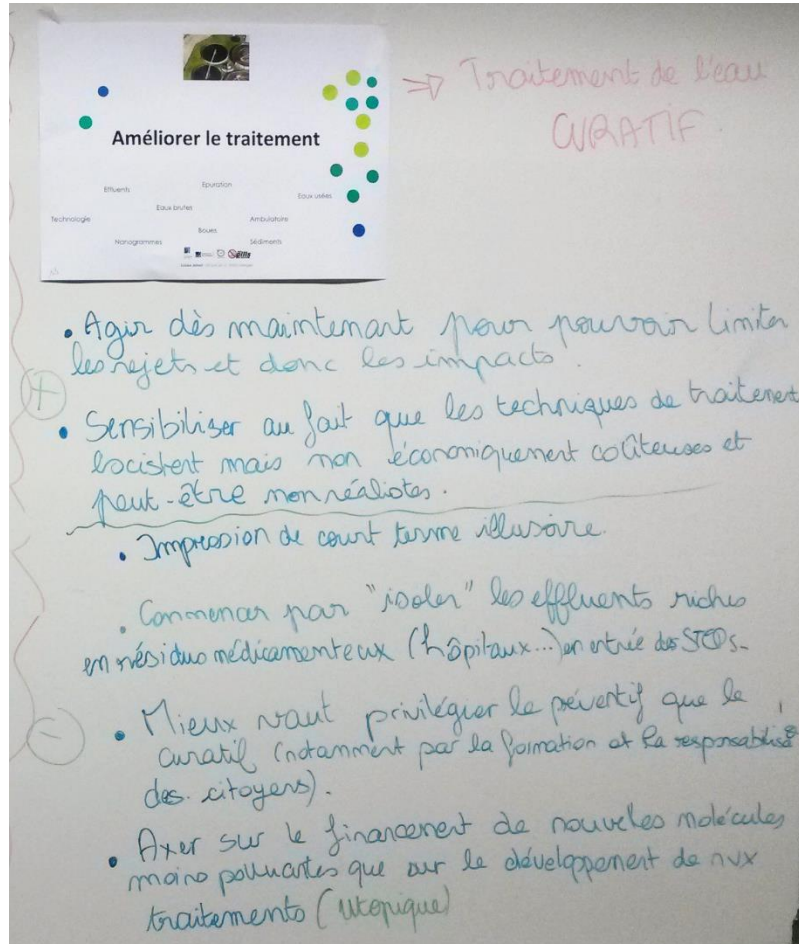 ⇒ Traitement de l'eau
CURATIF.
Améliorer le traitement
Effluents
Epuration
Eaux usées
Eaux brutes
Technologie
Ambulatoire
Boues
Nanogrammes
Sédiments
• Agir dès maintenant pour pouvoir limiter
les rejets et donc les impacts.
+
• Sensibiliser au fait que les techniques de traitement
existent mais non économiquement coûteuses et
peut-être non réalistes.
• Impression de court terme illusoire.
• Commencer par "isoler" les effluents riches
en résidus médicamenteux (hôpitaux...) en entrée des STEPs.
-
• Mieux vaut privilégier le préventif que le
curatif (notamment par la formation et la responsabilisé
des citoyens).
• Axer sur le financement de nouvelles molécules
moins polluantes que sur le développement de nvx
traitements (utopique)